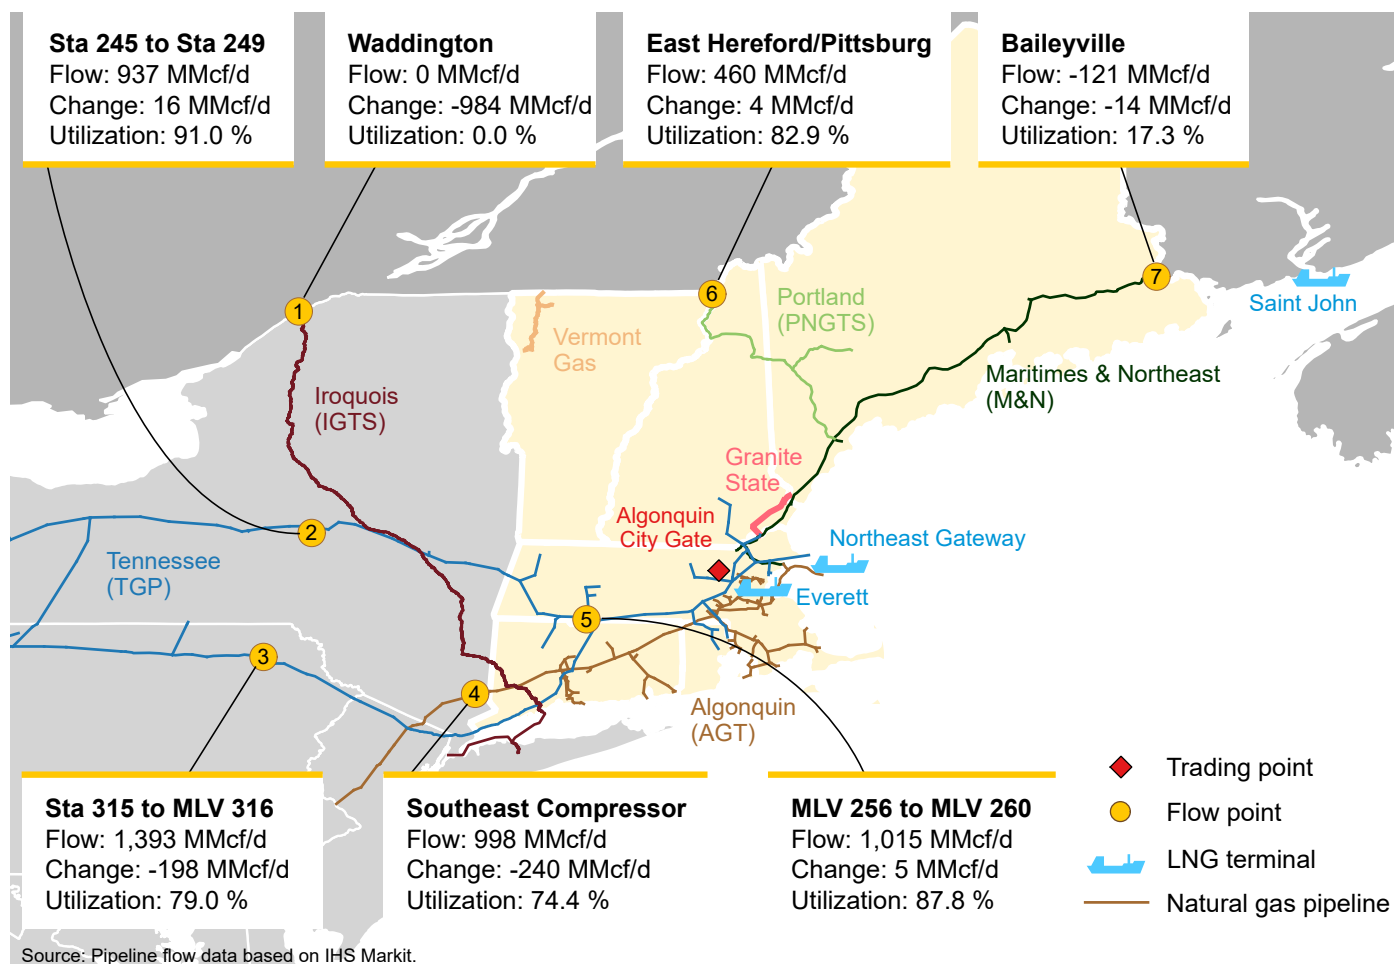 Sta 245 to Sta 249
Flow: 937 MMcf/d
Change: 16 MMcf/d
Utilization: 91.0 %
Waddington
Flow: 0 MMcf/d
Change: -984 MMcf/d
Utilization: 0.0 %
East Hereford/Pittsburg
Flow: 460 MMcf/d
Change: 4 MMcf/d
Utilization: 82.9 %
Baileyville
Flow: -121 MMcf/d
Change: -14 MMcf/d
Utilization: 17.3 %
1
6
7
Portland
(PNGTS)
Saint John
Vermont
Gas
Iroquois
(IGTS)
Maritimes & Northeast
(M&N)
Granite
State
Algonquin
City Gate
2
Northeast Gateway
Tennessee
(TGP)
Everett
5
3
4
Algonquin
(AGT)
Sta 315 to MLV 316
Flow: 1,393 MMcf/d
Change: -198 MMcf/d
Utilization: 79.0 %
Southeast Compressor
Flow: 998 MMcf/d
Change: -240 MMcf/d
Utilization: 74.4 %
MLV 256 to MLV 260
Flow: 1,015 MMcf/d
Change: 5 MMcf/d
Utilization: 87.8 %
Trading point
Flow point
LNG terminal
Natural gas pipeline
Source: Pipeline flow data based on IHS Markit.